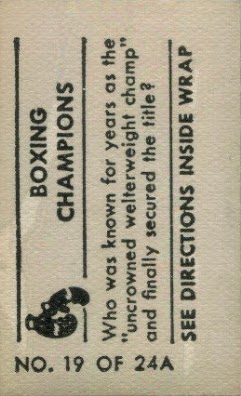 BOXING
CHAMPIONS
Who was known for years as the
"uncrowned welterweight champ"
and finally secured the title?
SEE DIRECTIONS INSIDE WRAP
NO. 19 OF 24A